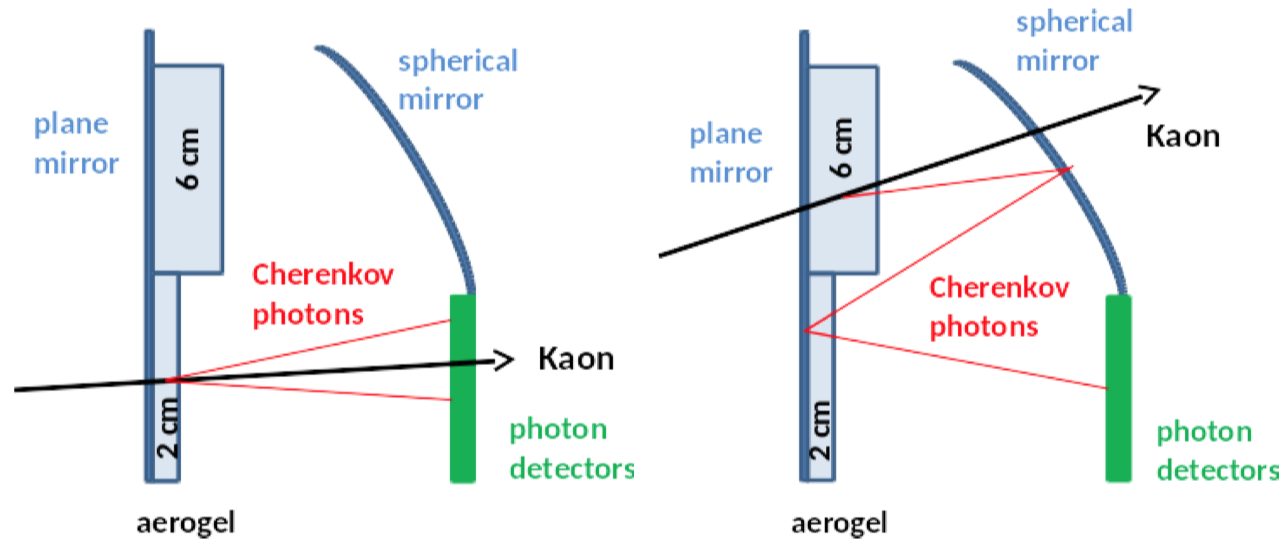 spherical
mirror
plane
mirror
6 cm
Cherenkov
photons
Kaon
2 cm
photon
detectors
aerogel
spherical
mirror
Kaon
plane
mirror
6 cm
Cherenkov
photons
2 cm
photon
detectors
aerogel